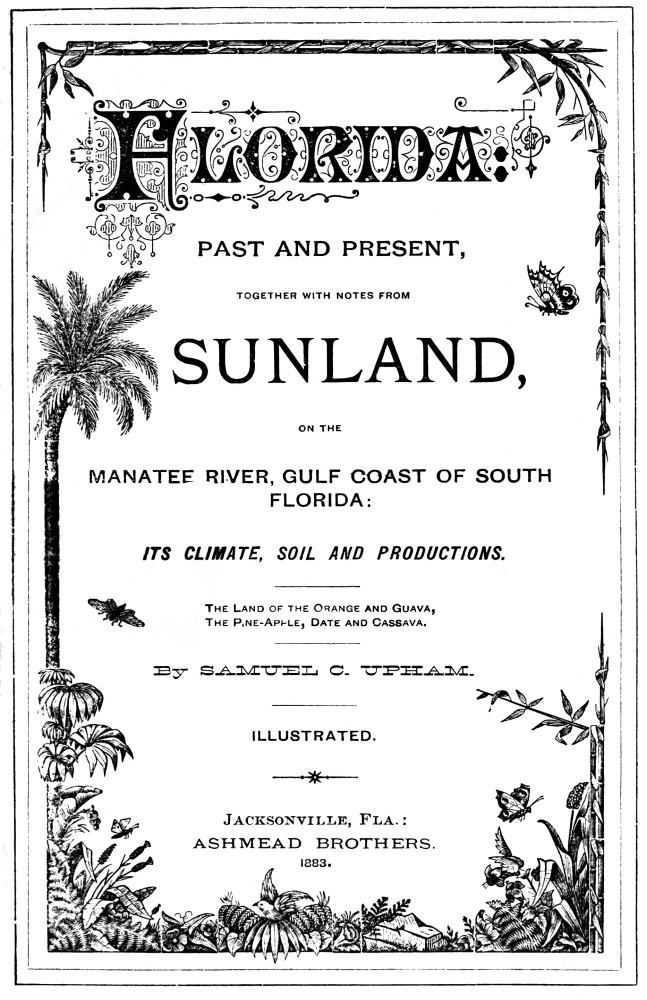 FLORIDA:
PAST AND PRESENT,
TOGETHER WITH NOTES FROM
SUNLAND,
ON THE
MANATEE RIVER, GULF COAST OF SOUTH
FLORIDA:
ITS CLIMATE, SOIL AND PRODUCTIONS.
THE LAND OF THE ORANGE AND GUAVA,
THE PINE-APPLE, DATE AND CASSAVA.
By SAMUEL C. UPHAM.
ILLUSTRATED.
JACKSONVILLE, FLA.:
ASHMEAD BROTHERS.
1883.